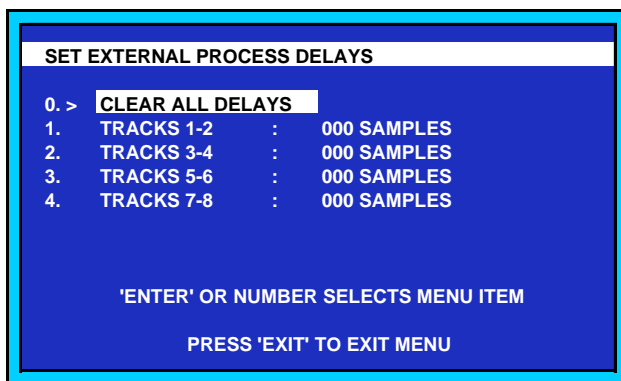 SET EXTERNAL PROCESS DELAYS
0. > CLEAR ALL DELAYS
1. TRACKS 1-2 : 000 SAMPLES
2. TRACKS 3-4 : 000 SAMPLES
3. TRACKS 5-6 : 000 SAMPLES
4. TRACKS 7-8 : 000 SAMPLES
'ENTER' OR NUMBER SELECTS MENU ITEM
PRESS 'EXIT' TO EXIT MENU